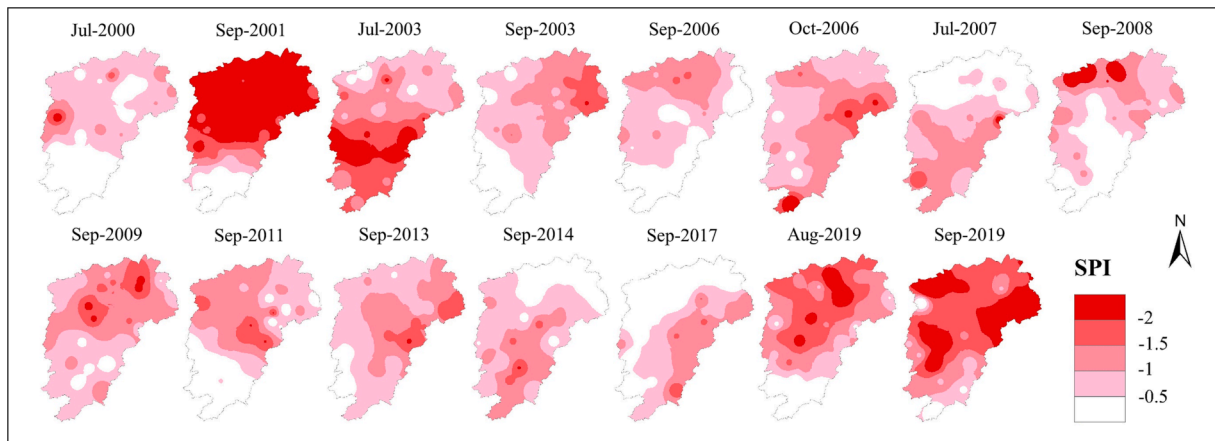 Jul-2000 Sep-2001 Jul-2003 Sep-2003 Sep-2006 Oct-2006 Jul-2007 Sep-2008
Sep-2009 Sep-2011 Sep-2013 Sep-2014 Sep-2017 Aug-2019 Sep-2019
N
SPI
-2
-1.5
-1
-0.5